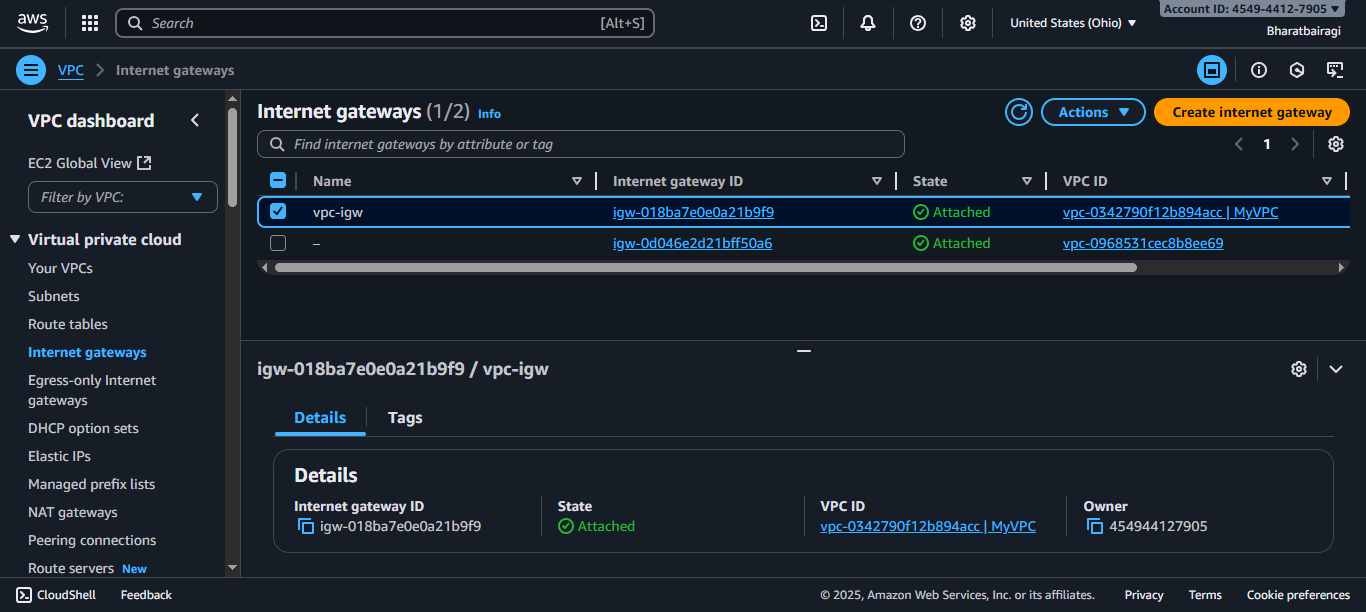 aws
Search [Alt+S]
United States (Ohio)
Account ID: 4549-4412-7905
Bharatbairagi
VPC
Internet gateways
VPC dashboard
EC2 Global View
Filter by VPC:
Virtual private cloud
Your VPCs
Subnets
Route tables
Internet gateways
Egress-only Internet
gateways
DHCP option sets
Elastic IPs
Managed prefix lists
NAT gateways
Peering connections
Route servers New
Internet gateways (1/2) Info
Actions
Create internet gateway
Find internet gateways by attribute or tag
1
Name Internet gateway ID State VPC ID
vpc-igw igw-018ba7e0e0a21b9f9 Attached vpc-0342790f12b894acc | MyVPC
– igw-0d046e2d21bff50a6 Attached vpc-0968531cec8b8ee69
igw-018ba7e0e0a21b9f9 / vpc-igw
Details Tags
Details
Internet gateway ID
igw-018ba7e0e0a21b9f9
State
Attached
VPC ID
vpc-0342790f12b894acc | MyVPC
Owner
454944127905
CloudShell Feedback © 2025, Amazon Web Services, Inc. or its affiliates. Privacy Terms Cookie preferences